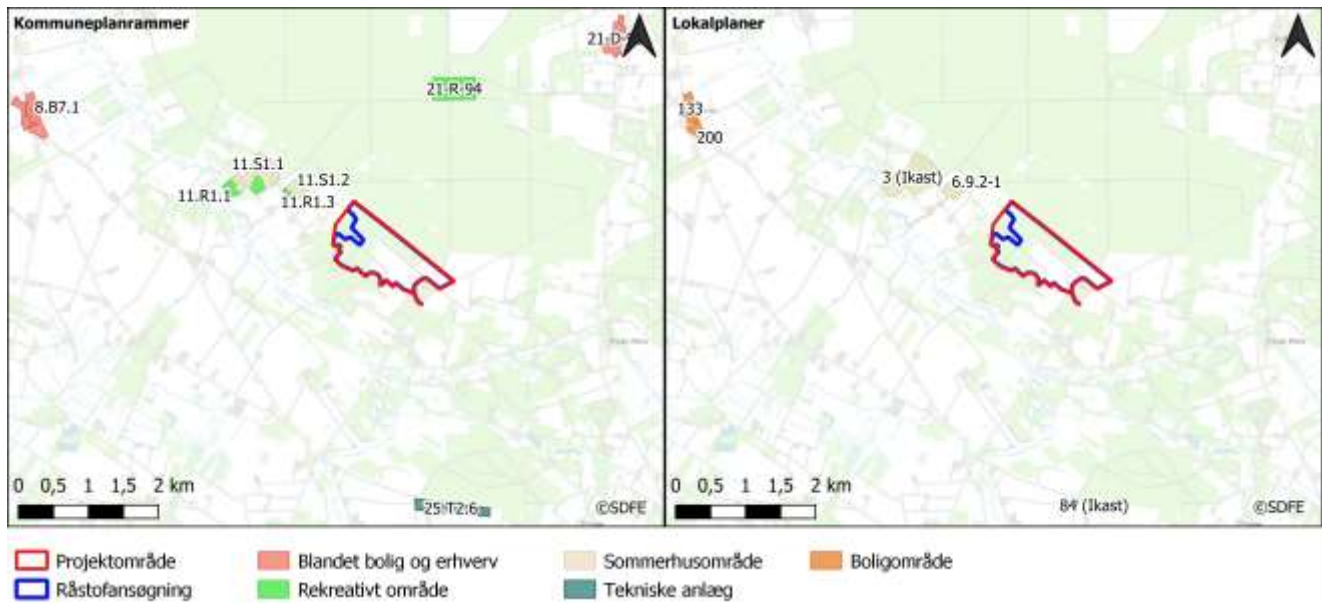 Kommuneplanrammer
21-D-
21-R-94
8.B7.1
11.S1.1
11.S1.2
11.R1.1
11.R1.3
0 0,5 1 1,5 2 km
25.T2.6
©SDFE
Lokalplaner
133
200
3 (Ikast)
6.9.2-1
0 0,5 1 1,5 2 km
84 (Ikast)
©SDFE
Projektområde
Blandet bolig og erhverv
Sommerhusområde
Boligområde
Råstofansøgning
Rekreativt område
Tekniske anlæg